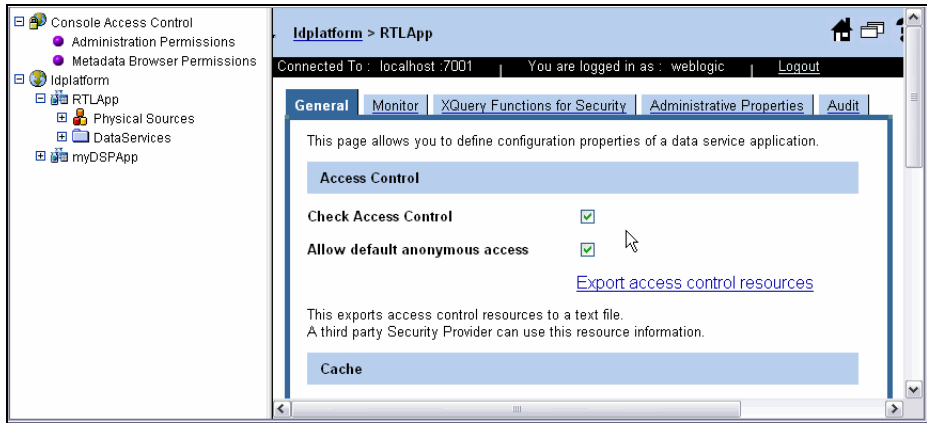 Console Access Control
Administration Permissions
Metadata Browser Permissions
ldplatform
RTLApp
Physical Sources
DataServices
myDSPApp
ldplatform > RTLApp
Connected To : localhost :7001 You are logged in as : weblogic Logout
General Monitor XQuery Functions for Security Administrative Properties Audit
This page allows you to define configuration properties of a data service application.
Access Control
Check Access Control
Allow default anonymous access
Export access control resources
This exports access control resources to a text file.
A third party Security Provider can use this resource information.
Cache